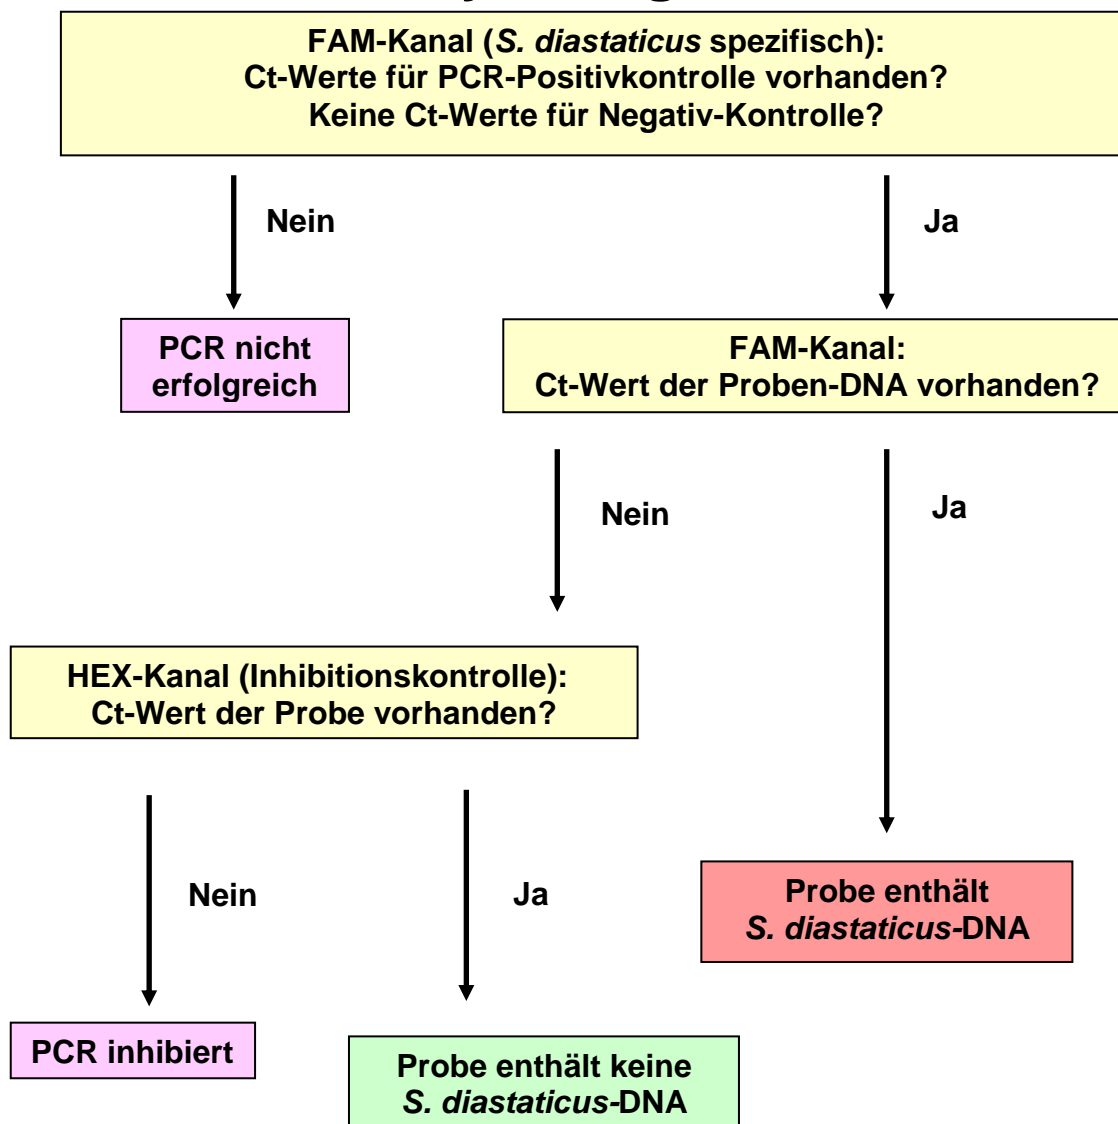 FAM-Kanal (S. diastaticus spezifisch):
Ct-Werte für PCR-Positivkontrolle vorhanden?
Keine Ct-Werte für Negativ-Kontrolle?
Nein
Ja
PCR nicht
erfolgreich
FAM-Kanal:
Ct-Wert der Proben-DNA vorhanden?
Nein
Ja
HEX-Kanal (Inhibitionskontrolle):
Ct-Wert der Probe vorhanden?
Nein
Ja
Probe enthält
S. diastaticus-DNA
PCR inhibiert
Probe enthält keine
S. diastaticus-DNA